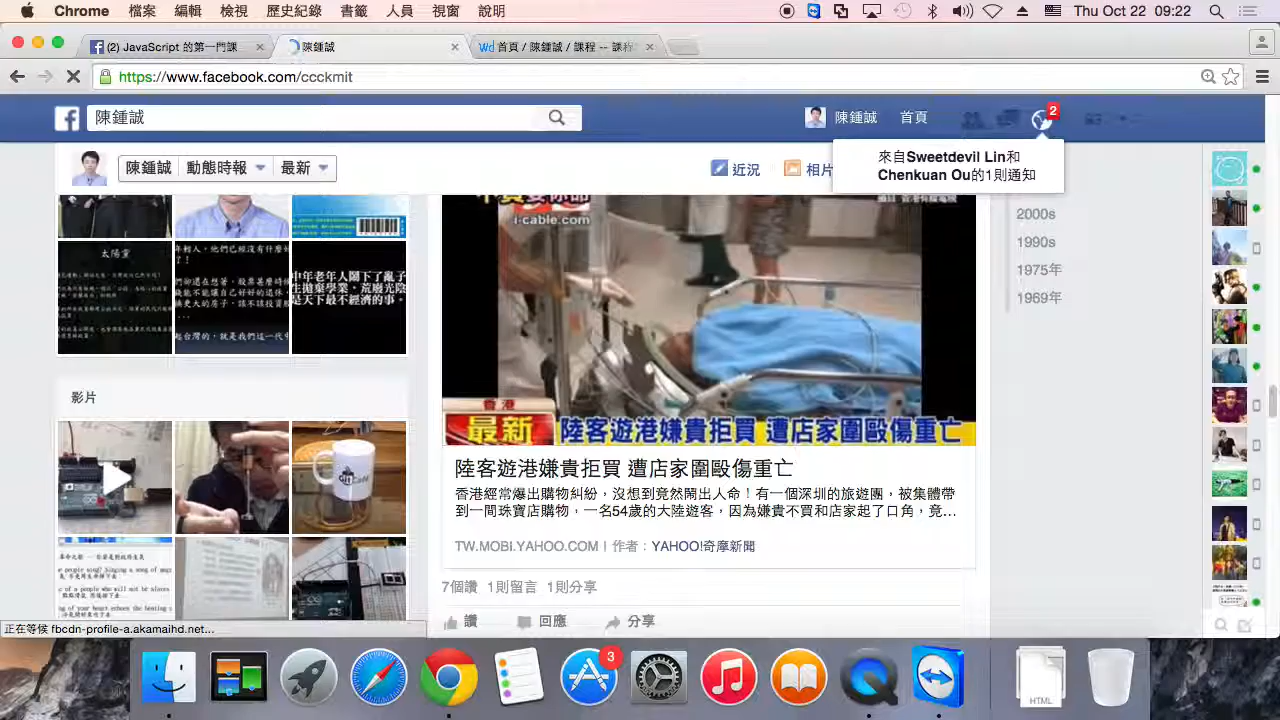 Chrome 檔案 編輯 檢視 歷史紀錄 書籤 人員 視窗 說明 Thu Oct 22 09:22
(2) JavaScript 的第一門課
陳鍾誠
首頁 / 陳鍾誠 / 課程 -- 課程
https://www.facebook.com/ccckmit
陳鍾誠
陳鍾誠 首頁 2
來自Sweetdevil Lin和
Chenkuan Ou的1則通知
陳鍾誠 動態時報 最新
近況 相片
2000s
1990s
1975年
1969年
i-cable.com
太陽黨
中年老年人闖下了亂子
生拋棄學業。荒廢光陰
是天下最不經濟的事。
影片
香港
最新 陸客遊港嫌貴拒買 遭店家圍毆傷重亡
陸客遊港嫌貴拒買 遭店家圍毆傷重亡
香港經常爆出購物糾紛，沒想到竟然鬧出人命！有一個深圳的旅遊團，被集體帶
到一間珠寶店購物，一名54歲的大陸遊客，因為嫌貴不買和店家起了口角，竟...
TW.MOBI.YAHOO.COM | 作者： YAHOO!奇摩新聞
7個讚 1則留言 1則分享
讚 回應 分享
正在等候 fbcdn-profile-a.akamaihd.net...
3
HTML